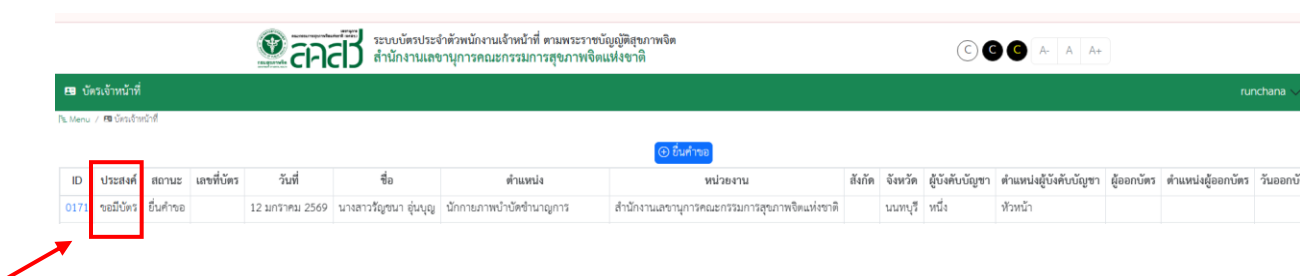 สคสช
ระบบบัตรประจำตัวพนักงานเจ้าหน้าที่ ตามพระราชบัญญัติสุขภาพจิต
สำนักงานเลขานุการคณะกรรมการสุขภาพจิตแห่งชาติ
C C C A- A A+
บัตรเจ้าหน้าที่ runchana
Menu / บัตรเจ้าหน้าที่
ยื่นคำขอ
ID ประสงค์ สถานะ เลขที่บัตร วันที่ ชื่อ ตำแหน่ง หน่วยงาน สังกัด จังหวัด ผู้บังคับบัญชา ตำแหน่งผู้บังคับบัญชา ผู้ออกบัตร ตำแหน่งผู้ออกบัตร วันออกบั
0171 ขอมีบัตร ยื่นคำขอ 12 มกราคม 2569 นางสาวรัญชนา อุ่นบุญ นักกายภาพบำบัดชำนาญการ สำนักงานเลขานุการคณะกรรมการสุขภาพจิตแห่งชาติ นนทบุรี หนึ่ง หัวหน้า